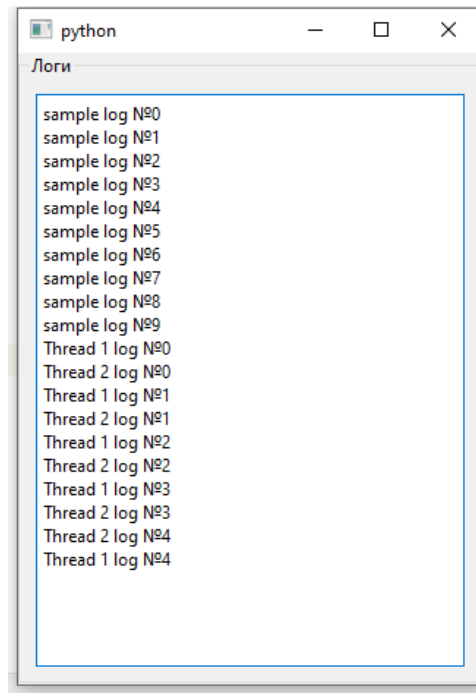 python
Логи
sample log №0
sample log №1
sample log №2
sample log №3
sample log №4
sample log №5
sample log №6
sample log №7
sample log №8
sample log №9
Thread 1 log №0
Thread 2 log №0
Thread 1 log №1
Thread 2 log №1
Thread 1 log №2
Thread 2 log №2
Thread 1 log №3
Thread 2 log №3
Thread 2 log №4
Thread 1 log №4